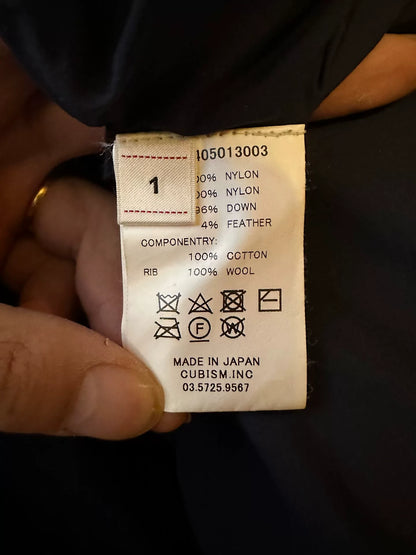 1
405013003
00% NYLON
00% NYLON
96% DOWN
4% FEATHER
COMPONENTRY:
100% COTTON
RIB 100% WOOL
F W
MADE IN JAPAN
CUBISM.INC
03.5725.9567